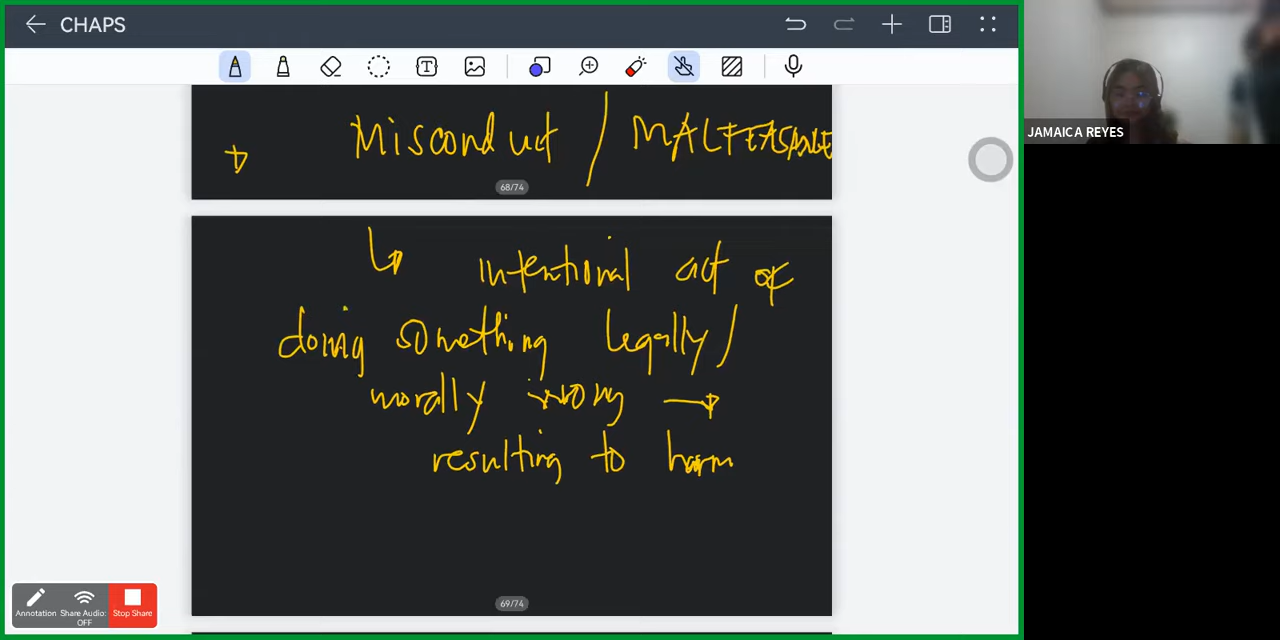 CHAPS
Misconduct / MALFEASANCE
68/74
JAMAICA REYES
↳ intentional act of
doing something legally/
morally wrong →
resulting to harm
Annotation Share Audio: OFF Stop Share
69/74